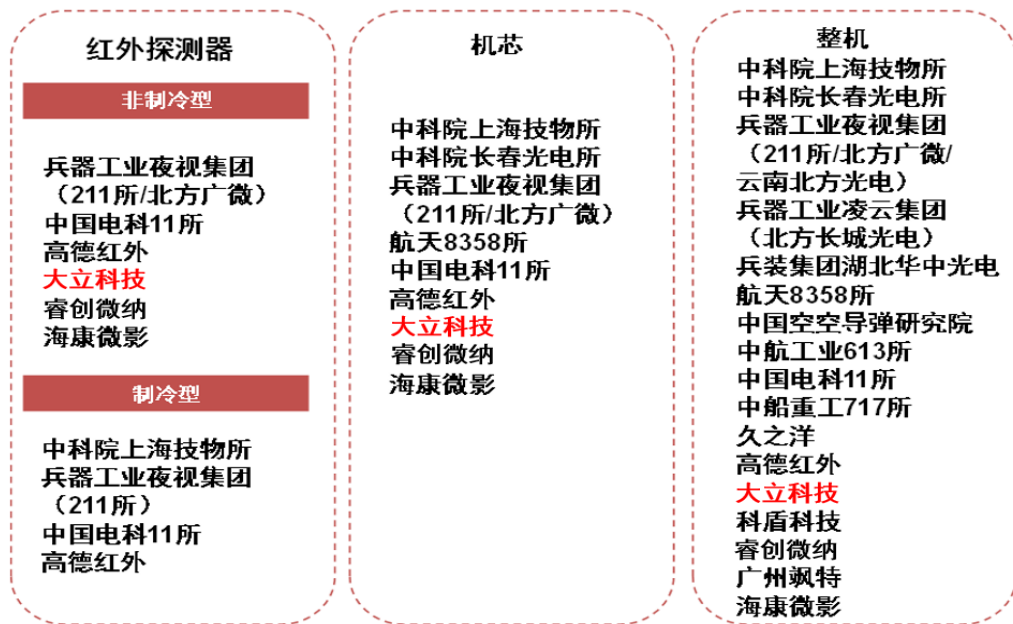 红外探测器
非制冷型
兵器工业夜视集团
（211所/北方广微）
中国电科11所
高德红外
大立科技
睿创微纳
海康微影
制冷型
中科院上海技物所
兵器工业夜视集团
（211所）
中国电科11所
高德红外
机芯
中科院上海技物所
中科院长春光电所
兵器工业夜视集团
（211所/北方广微）
航天8358所
中国电科11所
高德红外
大立科技
睿创微纳
海康微影
整机
中科院上海技物所
中科院长春光电所
兵器工业夜视集团
（211所/北方广微/
云南北方光电）
兵器工业凌云集团
（北方长城光电）
兵装集团湖北华中光电
航天8358所
中国空空导弹研究院
中航工业613所
中国电科11所
中船重工717所
久之洋
高德红外
大立科技
科盾科技
睿创微纳
广州飒特
海康微影